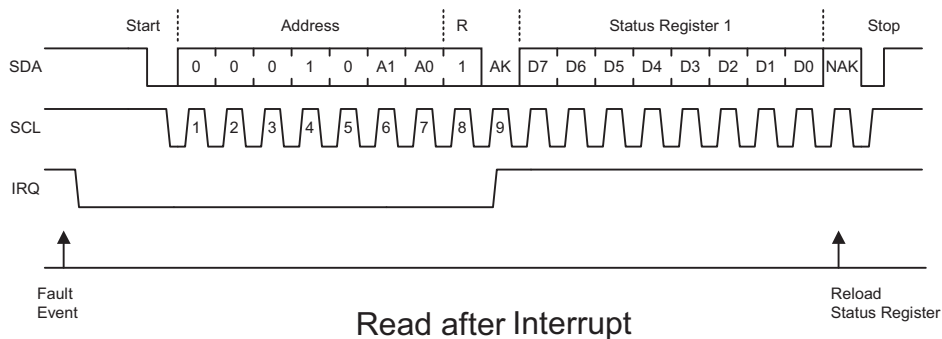 Start Address R Status Register 1 Stop
SDA 0 0 0 1 0 A1 A0 1 AK D7 D6 D5 D4 D3 D2 D1 D0 NAK
SCL 1 2 3 4 5 6 7 8 9
IRQ
Fault Reload
Event Status Register
Read after Interrupt